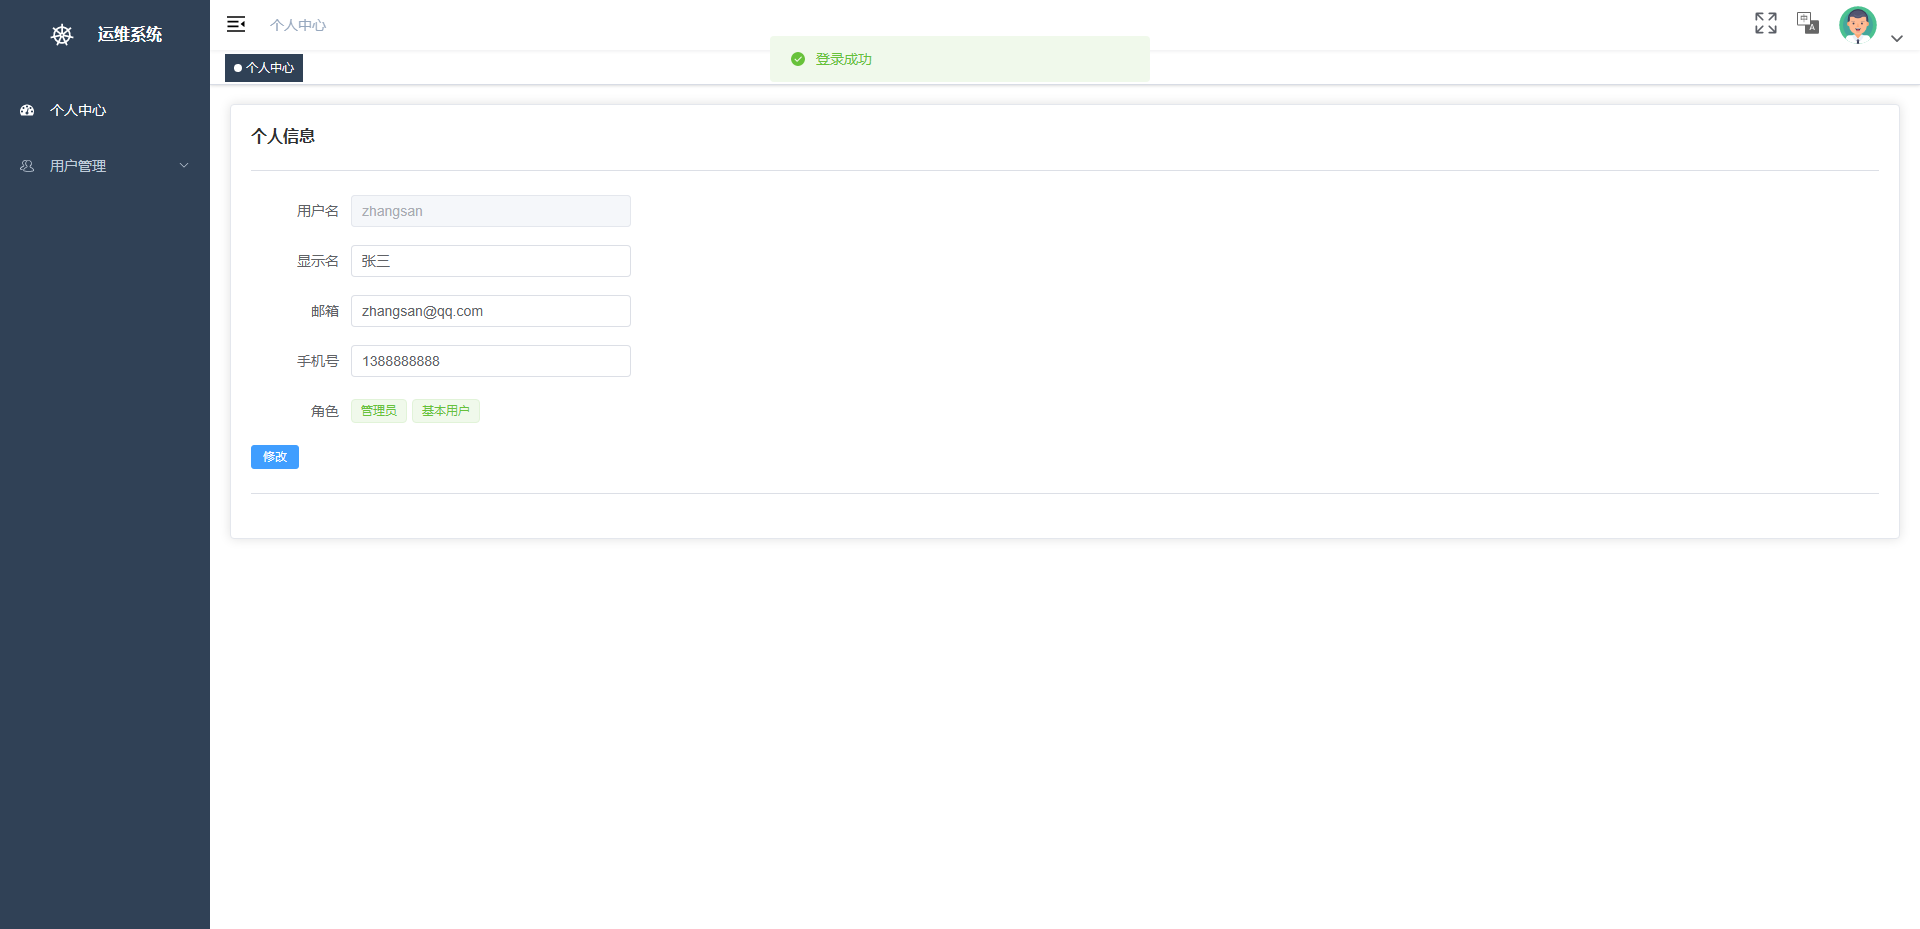 运维系统
个人中心
用户管理
个人中心
中 A
个人中心
登录成功
个人信息
用户名 zhangsan
显示名 张三
邮箱 zhangsan@qq.com
手机号 1388888888
角色 管理员 基本用户
修改